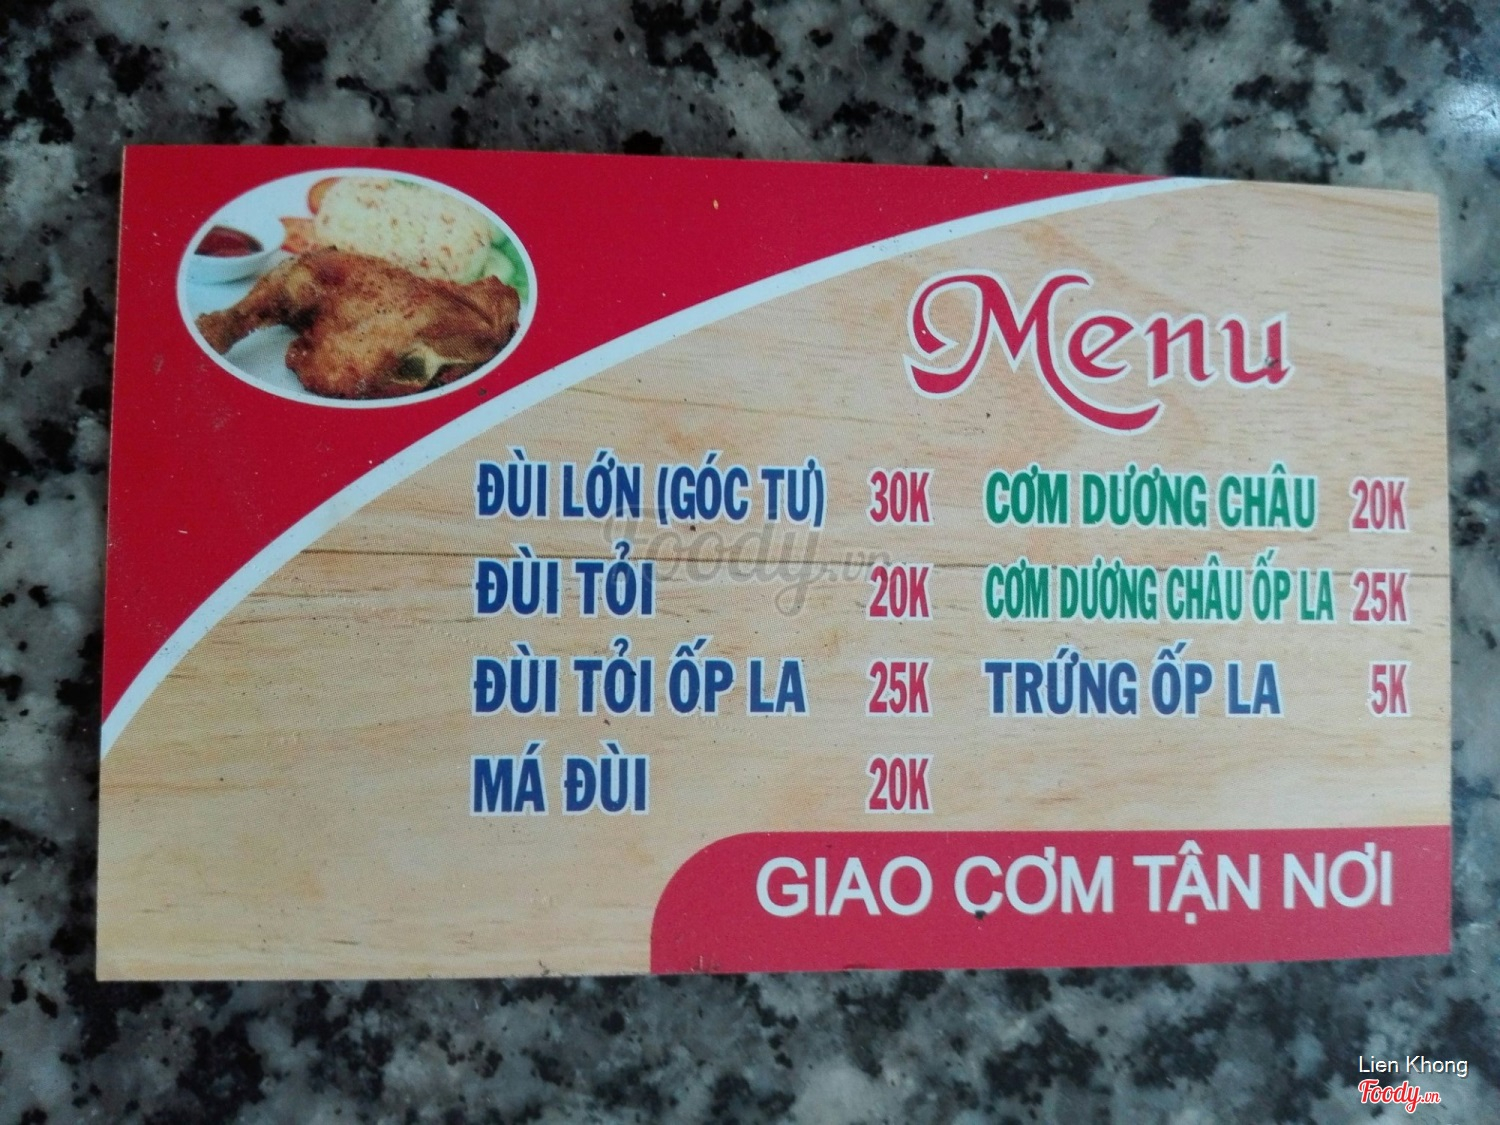 Menu
ĐÙI LỚN (GÓC TƯ) 30K
ĐÙI TỎI 20K
ĐÙI TỎI ỐP LA 25K
MÁ ĐÙI 20K
CƠM DƯƠNG CHÂU 20K
CƠM DƯƠNG CHÂU ỐP LA 25K
TRỨNG ỐP LA 5K
GIAO CƠM TẬN NƠI
Foody.vn
Lien Khong
Foody.vn